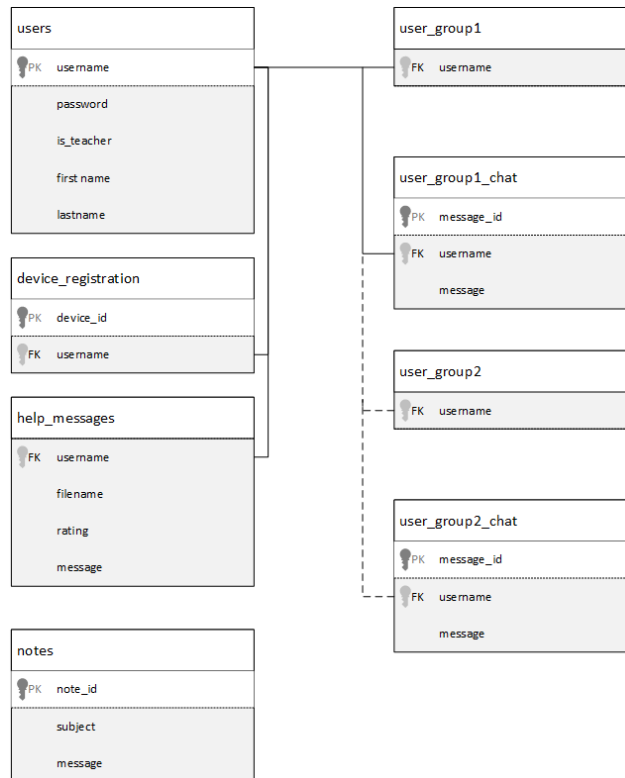 users
PK username
password
is_teacher
first name
lastname
device_registration
PK device_id
FK username
help_messages
FK username
filename
rating
message
notes
PK note_id
subject
message
user_group1
FK username
user_group1_chat
PK message_id
FK username
message
user_group2
FK username
user_group2_chat
PK message_id
FK username
message